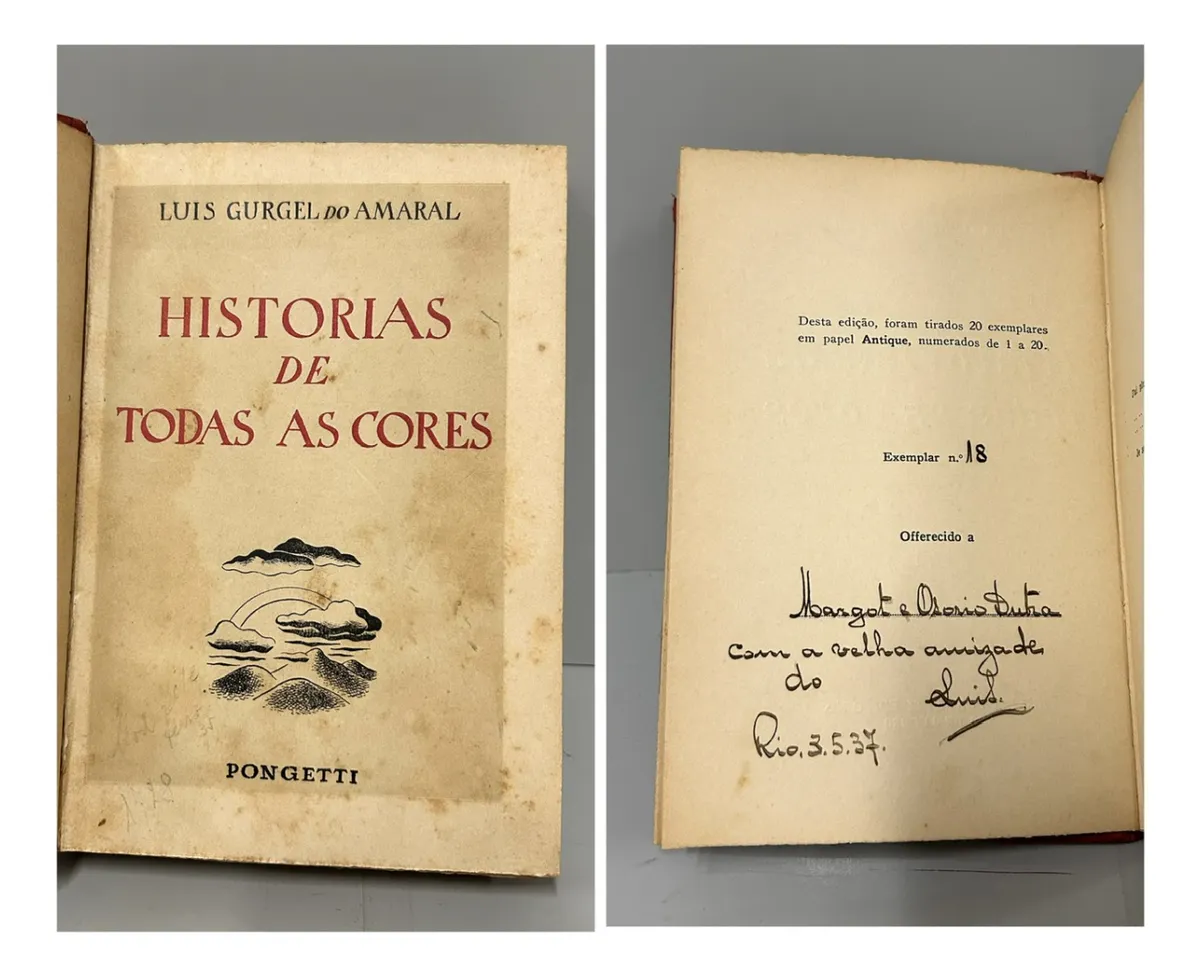 LUIS GURGEL DO AMARAL
HISTORIAS
DE
TODAS AS CORES
PONGETTI
Desta edição, foram tirados 20 exemplares
em papel Antique, numerados de 1 a 20.
Exemplar n.º 18
Offerecido a
Margot e Osorio Dutra
com a velha amizade
do Luis.
Rio, 3.5.37.